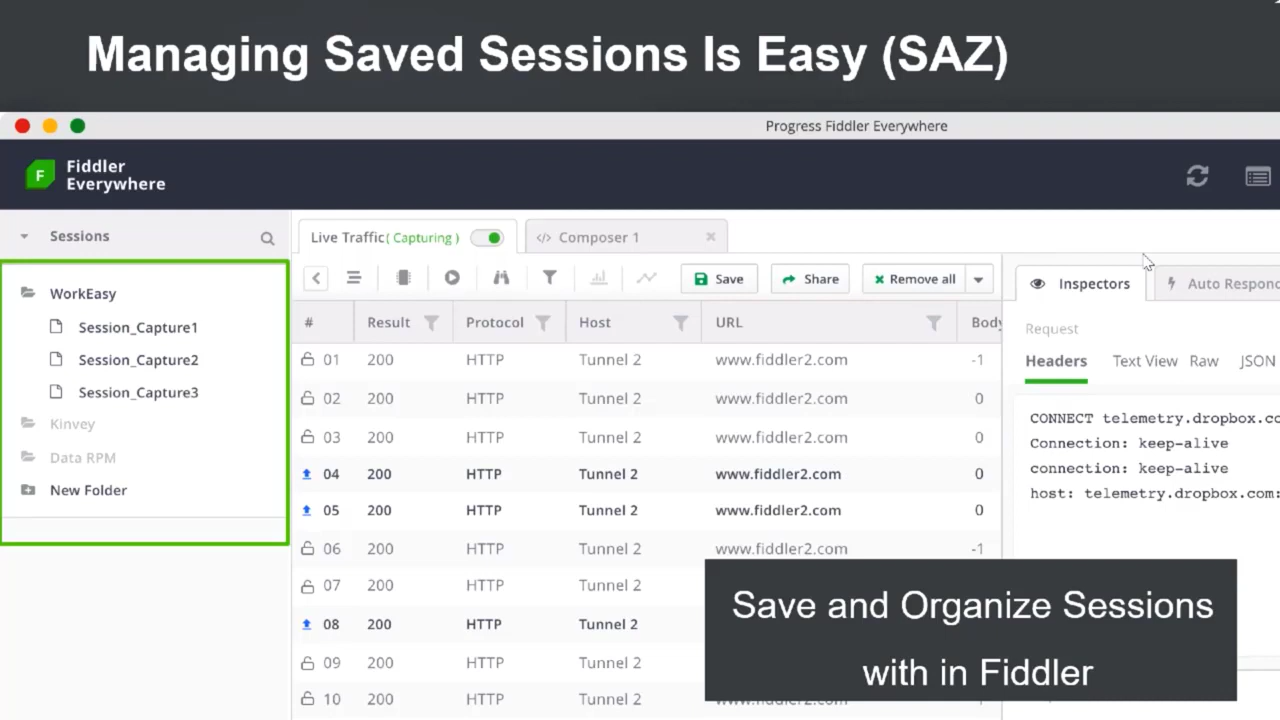 Managing Saved Sessions Is Easy (SAZ)
Progress Fiddler Everywhere
F
Fiddler
Everywhere
Sessions
WorkEasy
Session_Capture1
Session_Capture2
Session_Capture3
Kinvey
Data RPM
New Folder
Live Traffic( Capturing )
</> Composer 1
Save
Share
Remove all
# Result Protocol Host URL Body
01 200 HTTP Tunnel 2 www.fiddler2.com -1
02 200 HTTP Tunnel 2 www.fiddler2.com 0
03 200 HTTP Tunnel 2 www.fiddler2.com 0
04 200 HTTP Tunnel 2 www.fiddler2.com 0
05 200 HTTP Tunnel 2 www.fiddler2.com 0
06 200 HTTP Tunnel 2 www.fiddler2.com -1
07 200 HTTP Tunnel 2
08 200 HTTP Tunnel 2
09 200 HTTP Tunnel 2
10 200 HTTP Tunnel 2
Inspectors
Auto Respond
Request
Headers Text View Raw JSON
CONNECT telemetry.dropbox.co
Connection: keep-alive
connection: keep-alive
host: telemetry.dropbox.com:
Save and Organize Sessions
with in Fiddler